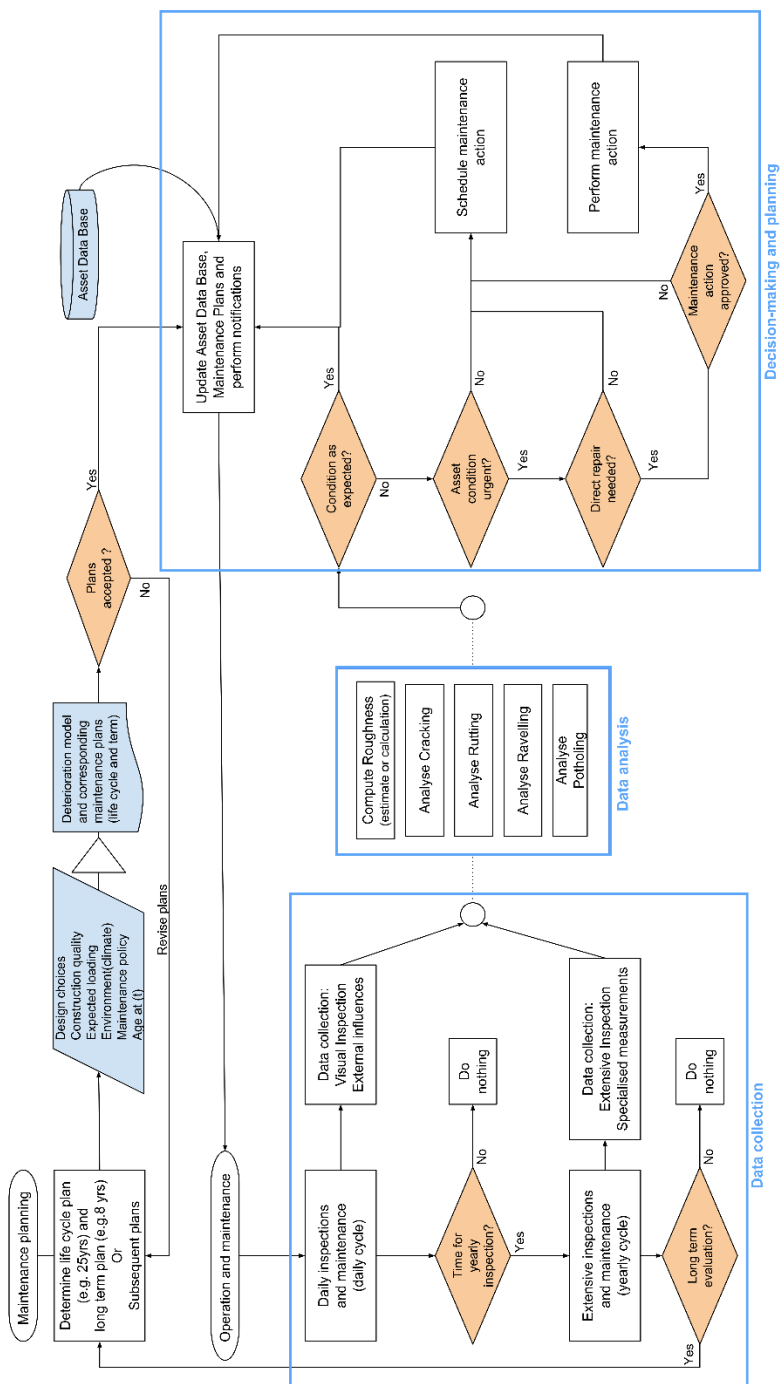 Maintenance planning
Determine life cycle plan
(e.g. 25yrs) and
long term plan (e.g.8 yrs)
Or
Subsequent plans
Design choices
Construction quality
Expected loading
Environment(climate)
Maintenance policy
Age at (t)
Deterioration model
and corresponding
maintenance plans
(life cycle and term)
Plans
accepted ?
Yes
No
Revise plans
Asset Data Base
Operation and maintenance
Update Asset Data Base,
Maintenance Plans and
perform notifications
Daily inspections
and maintenance
(daily cycle)
Data collection:
Visual Inspection
External influences
Time for
yearly
inspection?
No
Do
nothing
Yes
Extensive inspections
and maintenance
(yearly cycle)
Data collection:
Extensive Inspection
Specialised measurements
Long term
evaluation?
No
Do
nothing
Yes
Data collection
Compute Roughness
(estimate or calculation)
Analyse Cracking
Analyse Rutting
Analyse Ravelling
Analyse
Potholing
Data analysis
Condition as
expected?
Yes
No
Asset
condition
urgent?
No
Yes
Direct repair
needed?
No
Yes
Schedule maintenance
action
Maintenance
action
approved?
No
Yes
Perform maintenance
action
Decision-making and planning